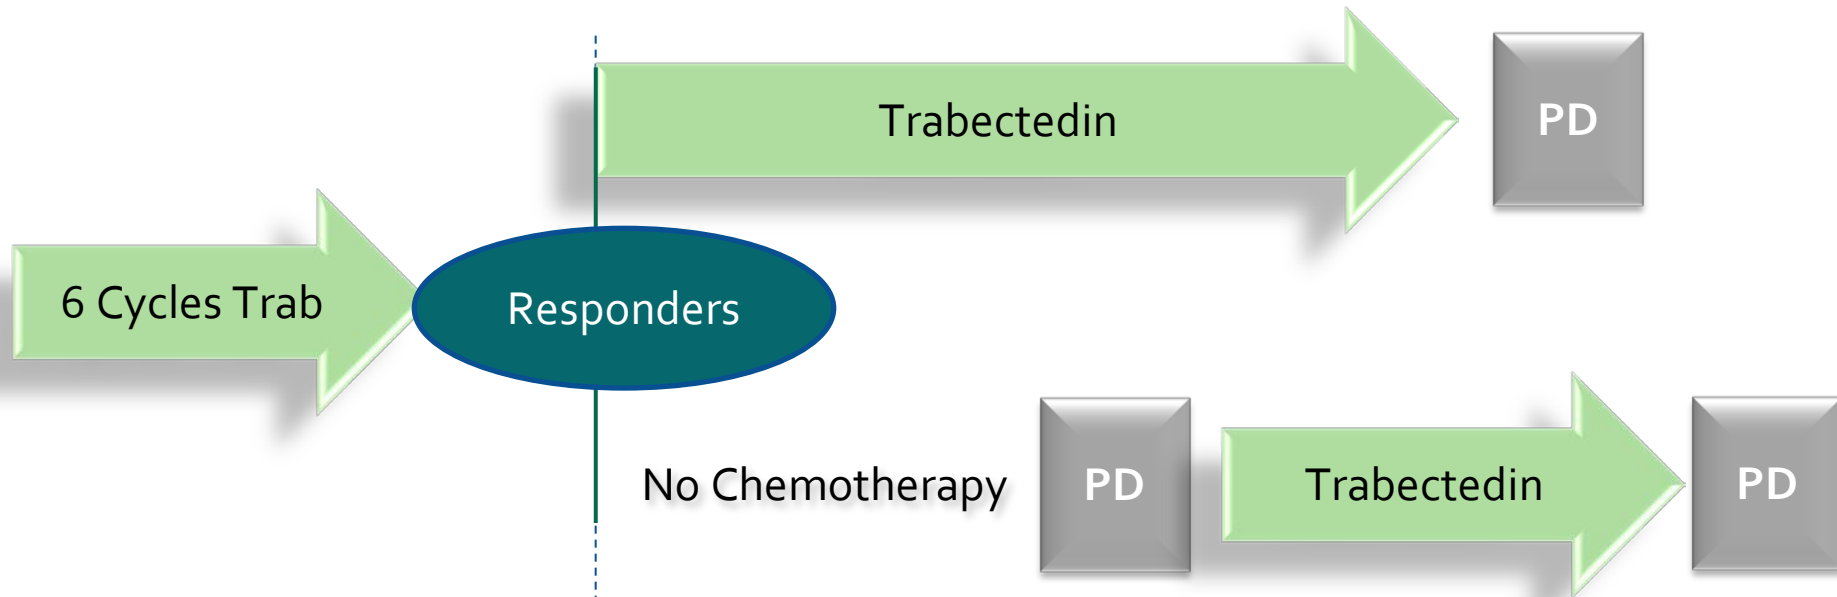 Trabectedin
PD
6 Cycles Trab
Responders
No Chemotherapy
PD
Trabectedin
PD